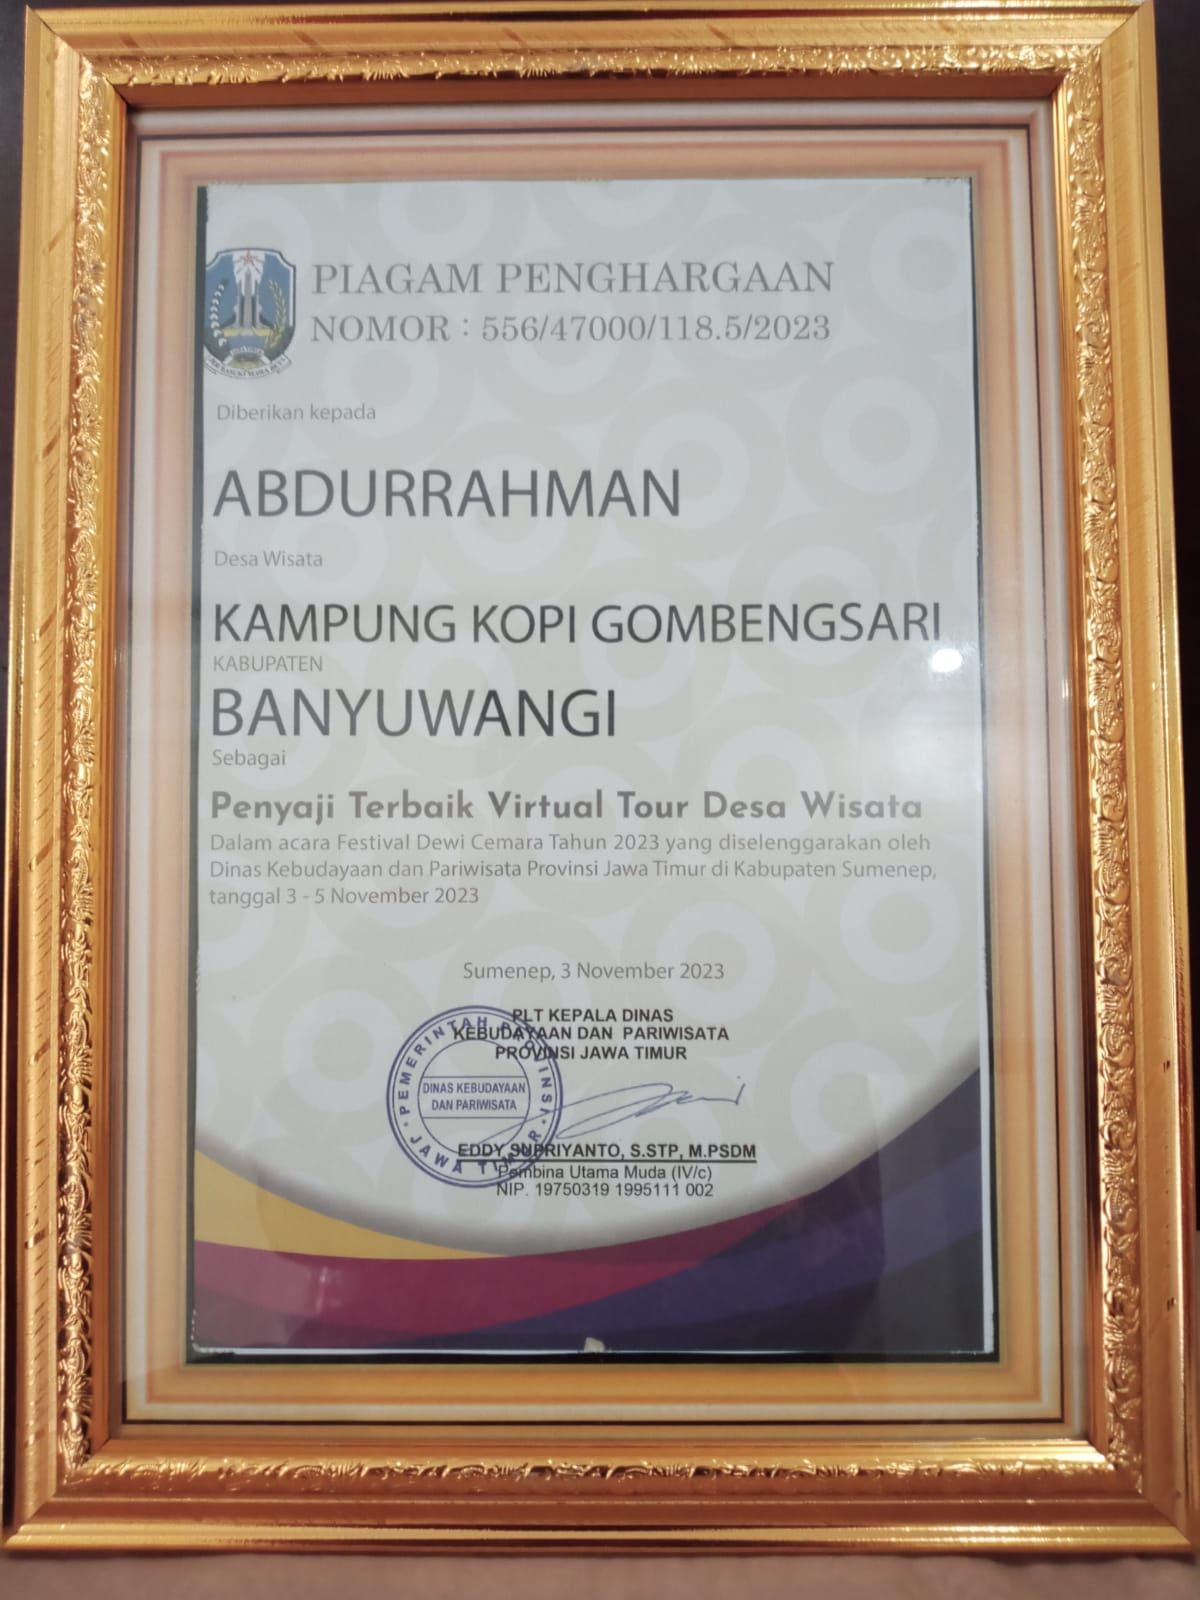 PIAGAM PENGHARGAAN
NOMOR : 556/47000/118.5/2023
JAWA TIMUR
Diberikan kepada
ABDURRAHMAN
Desa Wisata
KAMPUNG KOPI GOMBENGSARI
KABUPATEN
BANYUWANGI
Sebagai
Penyaji Terbaik Virtual Tour Desa Wisata
Dalam acara Festival Dewi Cemara Tahun 2023 yang diselenggarakan oleh
Dinas Kebudayaan dan Pariwisata Provinsi Jawa Timur di Kabupaten Sumenep,
tanggal 3 - 5 November 2023
Sumenep, 3 November 2023
PLT KEPALA DINAS
KEBUDAYAAN DAN PARIWISATA
PROVINSI JAWA TIMUR
PEMERINTAH PROVINSI
DINAS KEBUDAYAAN
DAN PARIWISATA
JAWA TIMUR
EDDY SUPRIYANTO, S.STP, M.PSDM
Pembina Utama Muda (IV/c)
NIP. 19750319 1995111 002